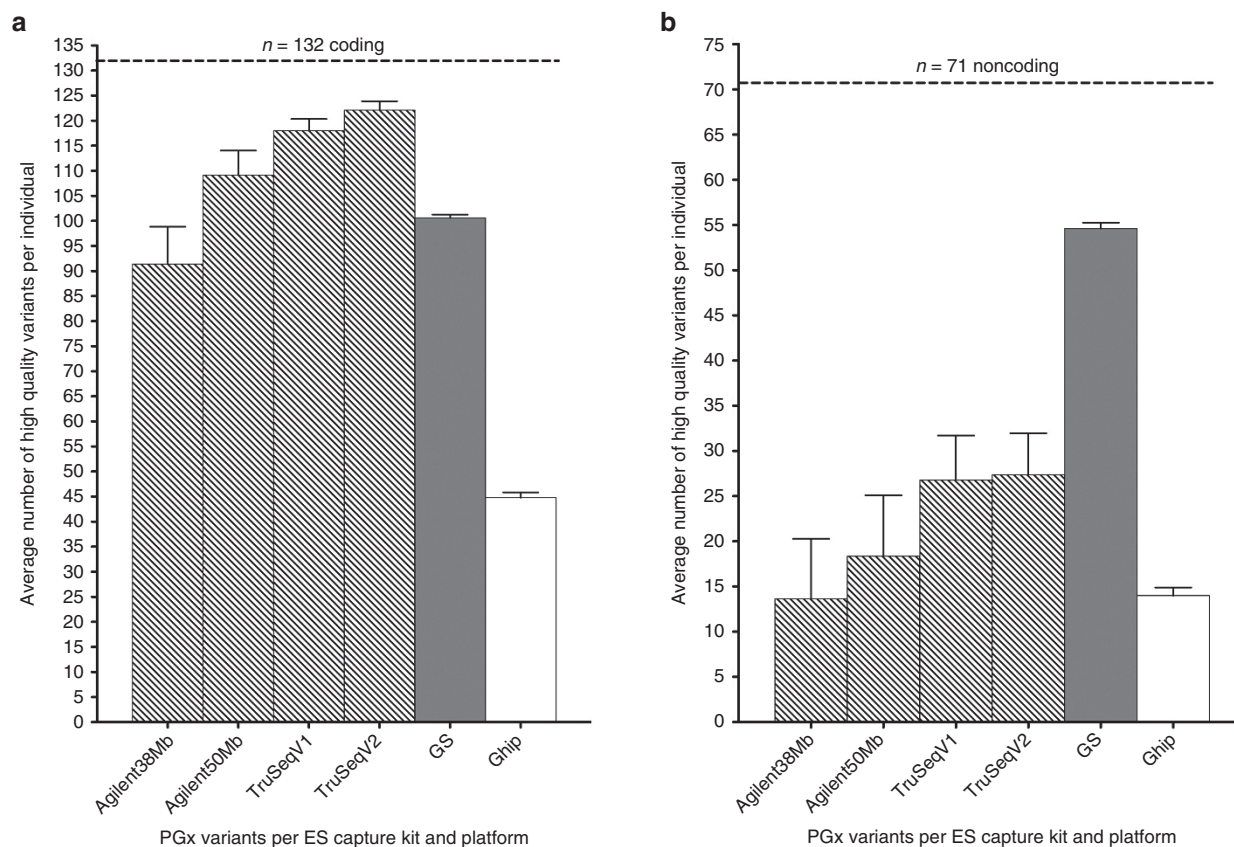 a
Average number of high quality variants per individual
135
130
125
120
115
110
105
100
95
90
85
80
75
70
65
60
55
50
45
40
35
30
25
20
15
10
5
0
n = 132 coding
Agilent38Mb
Agilent50Mb
TruSeqV1
TruSeqV2
GS
Ghip
PGx variants per ES capture kit and platform
b
Average number of high quality variants per individual
75
70
65
60
55
50
45
40
35
30
25
20
15
10
5
0
n = 71 noncoding
Agilent38Mb
Agilent50Mb
TruSeqV1
TruSeqV2
GS
Ghip
PGx variants per ES capture kit and platform